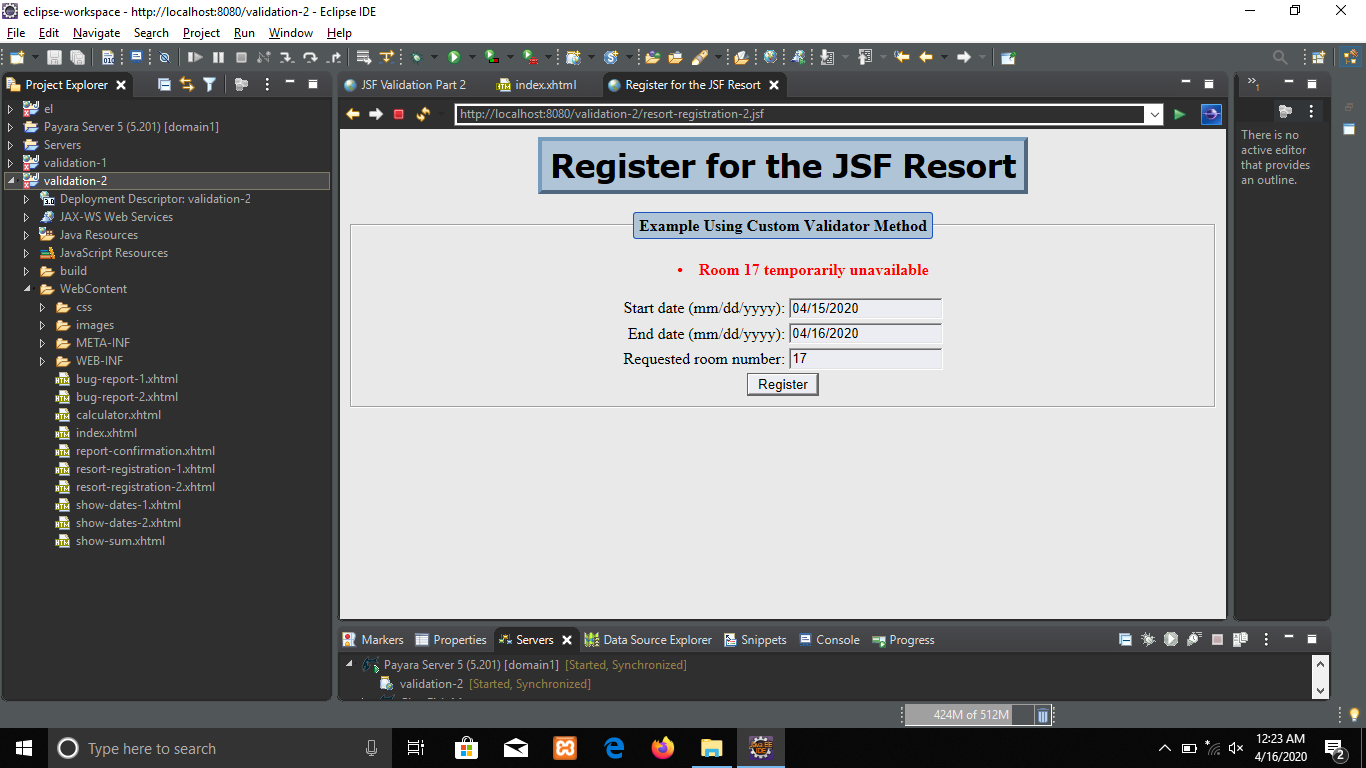 eclipse-workspace - http://localhost:8080/validation-2 - Eclipse IDE
File Edit Navigate Search Project Run Window Help
Project Explorer
el
Payara Server 5 (5.201) [domain1]
Servers
validation-1
validation-2
Deployment Descriptor: validation-2
JAX-WS Web Services
Java Resources
JavaScript Resources
build
WebContent
css
images
META-INF
WEB-INF
bug-report-1.xhtml
bug-report-2.xhtml
calculator.xhtml
index.xhtml
report-confirmation.xhtml
resort-registration-1.xhtml
resort-registration-2.xhtml
show-dates-1.xhtml
show-dates-2.xhtml
show-sum.xhtml
JSF Validation Part 2 index.xhtml Register for the JSF Resort
http://localhost:8080/validation-2/resort-registration-2.jsf
Register for the JSF Resort
Example Using Custom Validator Method
• Room 17 temporarily unavailable
Start date (mm/dd/yyyy): 04/15/2020
End date (mm/dd/yyyy): 04/16/2020
Requested room number: 17
Register
1
There is no
active editor
that provides
an outline.
Markers Properties Servers Data Source Explorer Snippets Console Progress
Payara Server 5 (5.201) [domain1] [Started, Synchronized]
validation-2 [Started, Synchronized]
424M of 512M
Type here to search
12:23 AM
4/16/2020
2